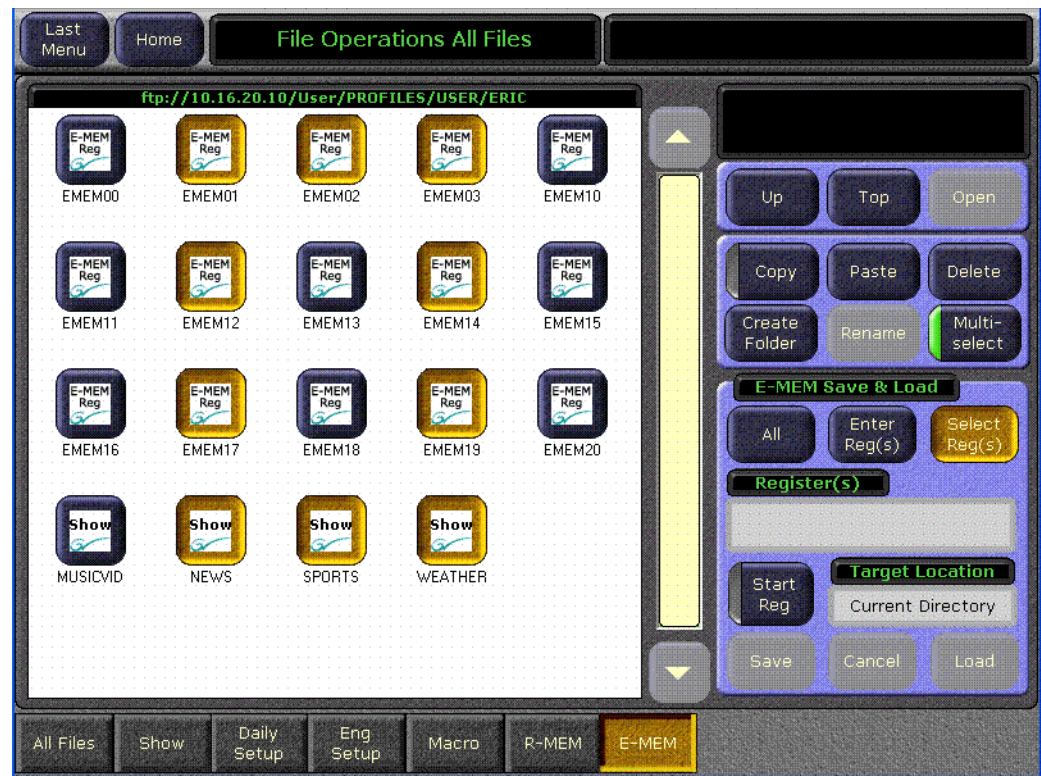 Last
Menu
Home
File Operations All Files
ftp://10.16.20.10/User/PROFILES/USER/ERIC
E-MEM
Reg
E-MEM
Reg
E-MEM
Reg
E-MEM
Reg
E-MEM
Reg
EMEM00
EMEM01
EMEM02
EMEM03
EMEM10
E-MEM
Reg
E-MEM
Reg
E-MEM
Reg
E-MEM
Reg
E-MEM
Reg
EMEM11
EMEM12
EMEM13
EMEM14
EMEM15
E-MEM
Reg
E-MEM
Reg
E-MEM
Reg
E-MEM
Reg
E-MEM
Reg
EMEM16
EMEM17
EMEM18
EMEM19
EMEM20
Show
Show
Show
Show
MUSICVID
NEWS
SPORTS
WEATHER
Up
Top
Open
Copy
Paste
Delete
Create
Folder
Rename
Multi-
select
E-MEM Save & Load
All
Enter
Reg(s)
Select
Reg(s)
Register(s)
Start
Reg
Target Location
Current Directory
Save
Cancel
Load
All Files
Show
Daily
Setup
Eng
Setup
Macro
R-MEM
E-MEM